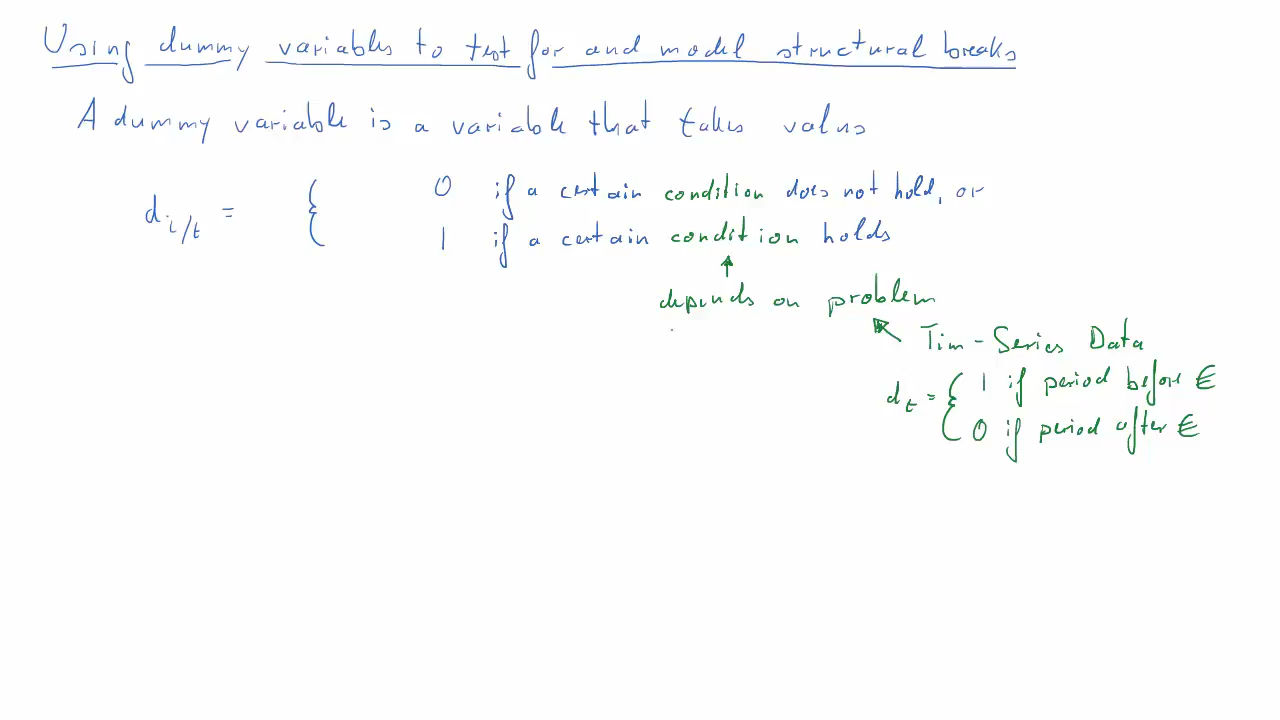 Using dummy variables to test for and model structural breaks
A dummy variable is a variable that takes values
0 if a certain condition does not hold, or
d i/t = {
1 if a certain condition holds
depends on problem
Time-Series Data
1 if period before €
d t = {
0 if period after €